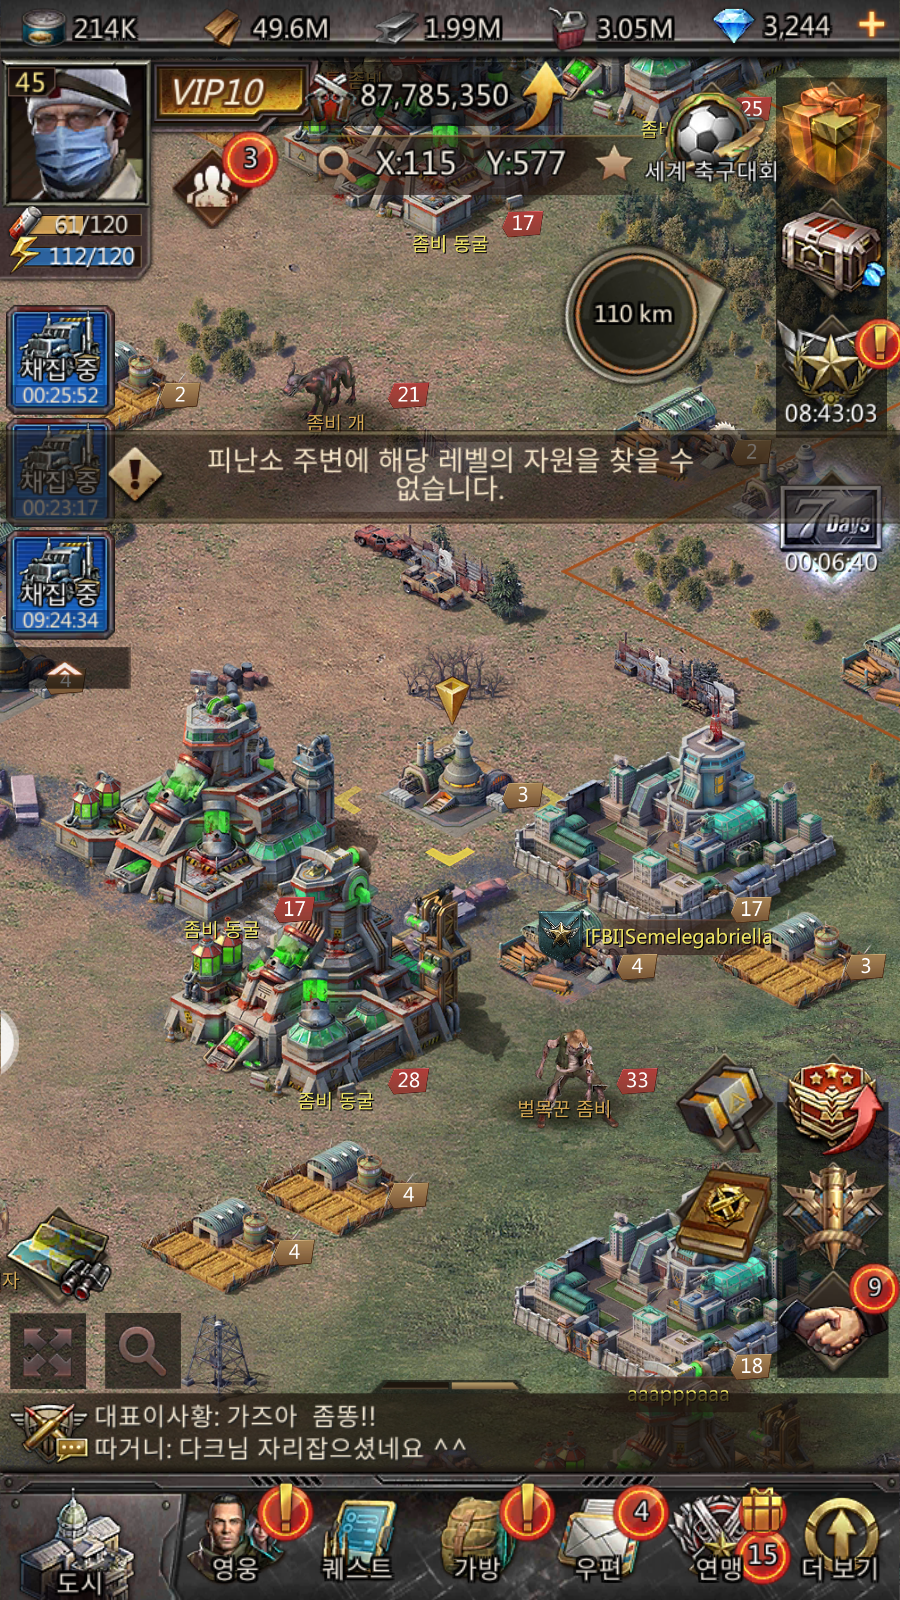 214K 49.6M 1.99M 3.05M 3,244
45
VIP10
87,785,350
25
3
X:115 Y:577
세계 축구대회
61/120
112/120
17
좀비 동굴
110 km
채집 중
00:25:52
2
21
좀비 개
08:43:03
채집 중
00:23:17
피난소 주변에 해당 레벨의 자원을 찾을 수
없습니다.
2
7 Days
00:06:40
채집 중
09:24:34
4
3
17
좀비 동굴
17
[FBI]Semelegabriella
4
3
28
좀비 동굴
33
벌목꾼 좀비
4
4
자
9
18
aaapppaaa
대표이사황: 가즈아 좀똥!!
따거니: 다크님 자리잡으셨네요 ^^
4
15
도시 영웅 퀘스트 가방 우편 연맹 더 보기